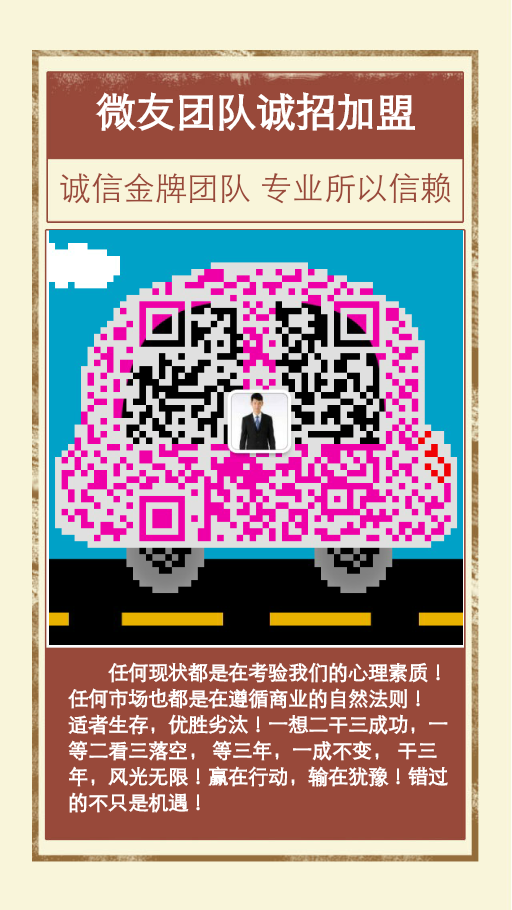 微友团队诚招加盟
诚信金牌团队 专业所以信赖
任何现状都是在考验我们的心理素质！
任何市场也都是在遵循商业的自然法则！
适者生存，优胜劣汰！一想二干三成功，一
等二看三落空， 等三年，一成不变， 干三
年，风光无限！赢在行动，输在犹豫！错过
的不只是机遇！